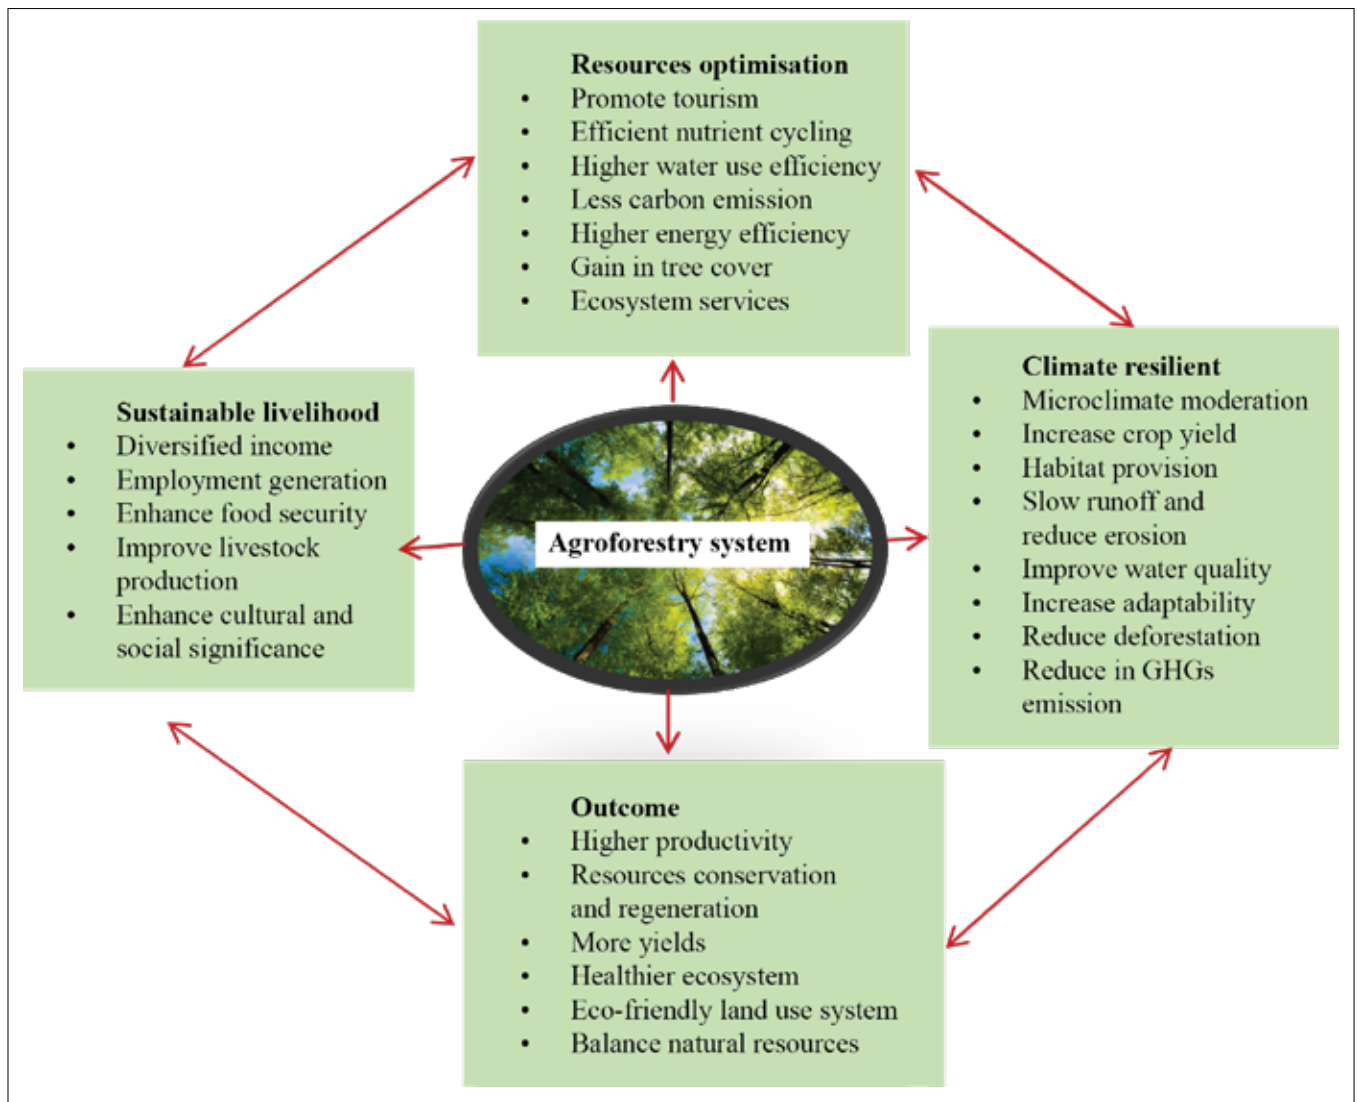 Resources optimisation
• Promote tourism
• Efficient nutrient cycling
• Higher water use efficiency
• Less carbon emission
• Higher energy efficiency
• Gain in tree cover
• Ecosystem services
Sustainable livelihood
• Diversified income
• Employment generation
• Enhance food security
• Improve livestock
production
• Enhance cultural and
social significance
Agroforestry system
Climate resilient
• Microclimate moderation
• Increase crop yield
• Habitat provision
• Slow runoff and
reduce erosion
• Improve water quality
• Increase adaptability
• Reduce deforestation
• Reduce in GHGs
emission
Outcome
• Higher productivity
• Resources conservation
and regeneration
• More yields
• Healthier ecosystem
• Eco-friendly land use system
• Balance natural resources